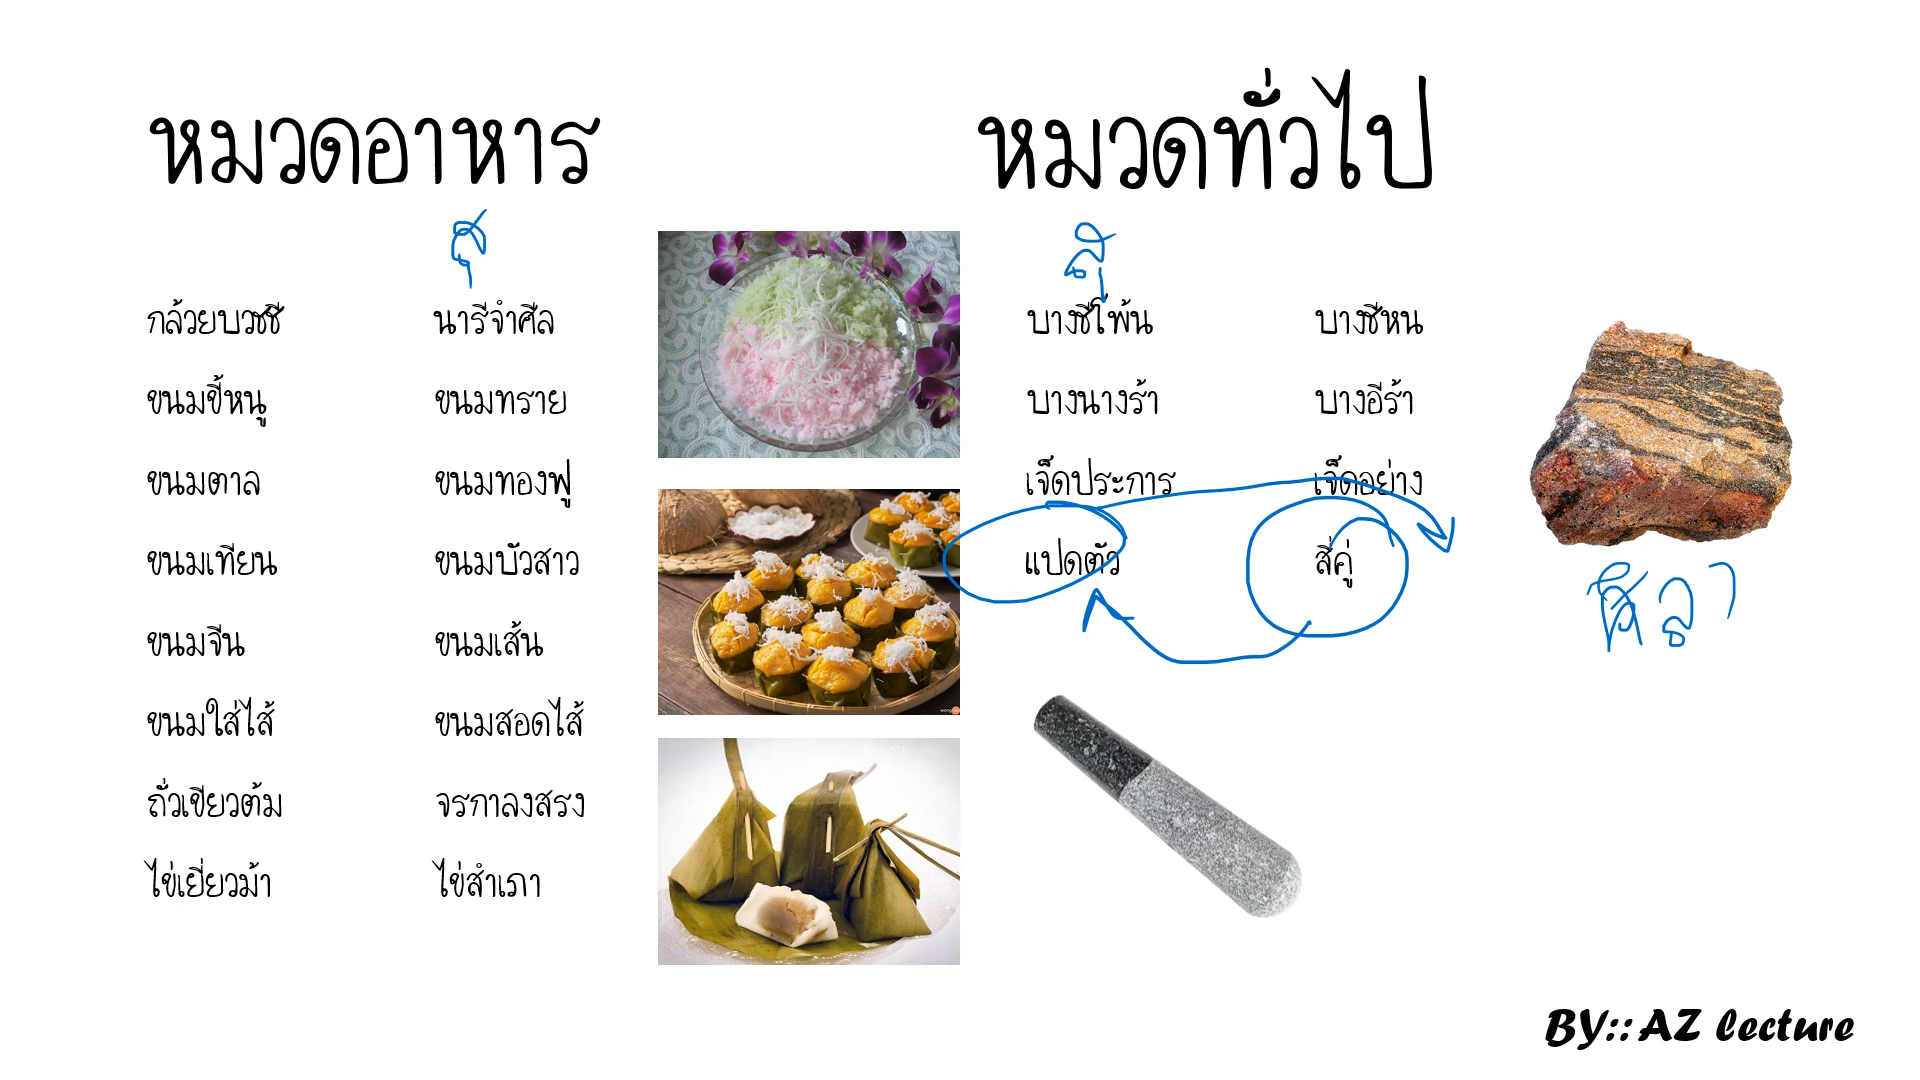 หมวดอาหาร
กล้วยบวชชี นารีจำศีล
ขนมขี้หนู ขนมทราย
ขนมตาล ขนมทองฟู
ขนมเทียน ขนมบัวสาว
ขนมจีน ขนมเส้น
ขนมใส่ไส้ ขนมสอดไส้
ถั่วเขียวต้ม จรกาลงสรง
ไข่เยี่ยวม้า ไข่สำเภา
หมวดทั่วไป
บางชีโพ้น บางชีหน
บางนางร้า บางอีร้า
เจ็ดประการ เจ็ดอย่าง
แปดตัว สี่คู่
ศิลา
BY:: AZ lecture